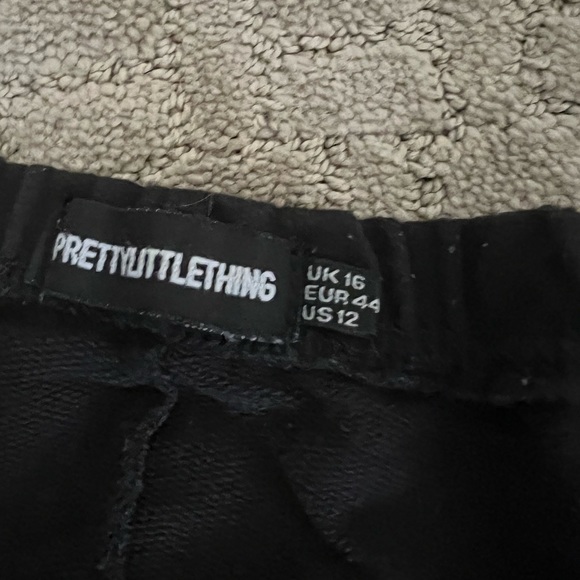 PRETTYLITTLETHING
UK 16
EUR 44
US 12